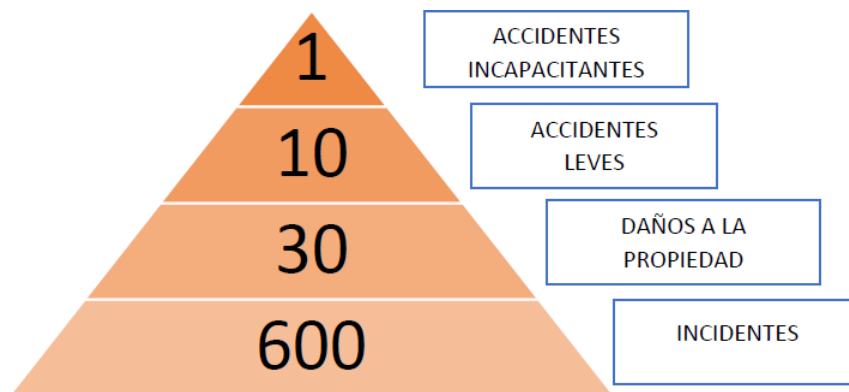 1
ACCIDENTES
INCAPACITANTES
10
ACCIDENTES
LEVES
30
DAÑOS A LA
PROPIEDAD
600
INCIDENTES